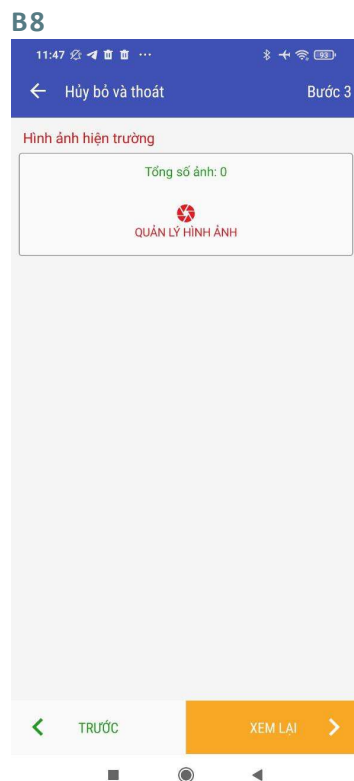 B8
11:47
93
Hủy bỏ và thoát Bước 3
Hình ảnh hiện trường
Tổng số ảnh: 0
QUẢN LÝ HÌNH ẢNH
TRƯỚC XEM LẠI